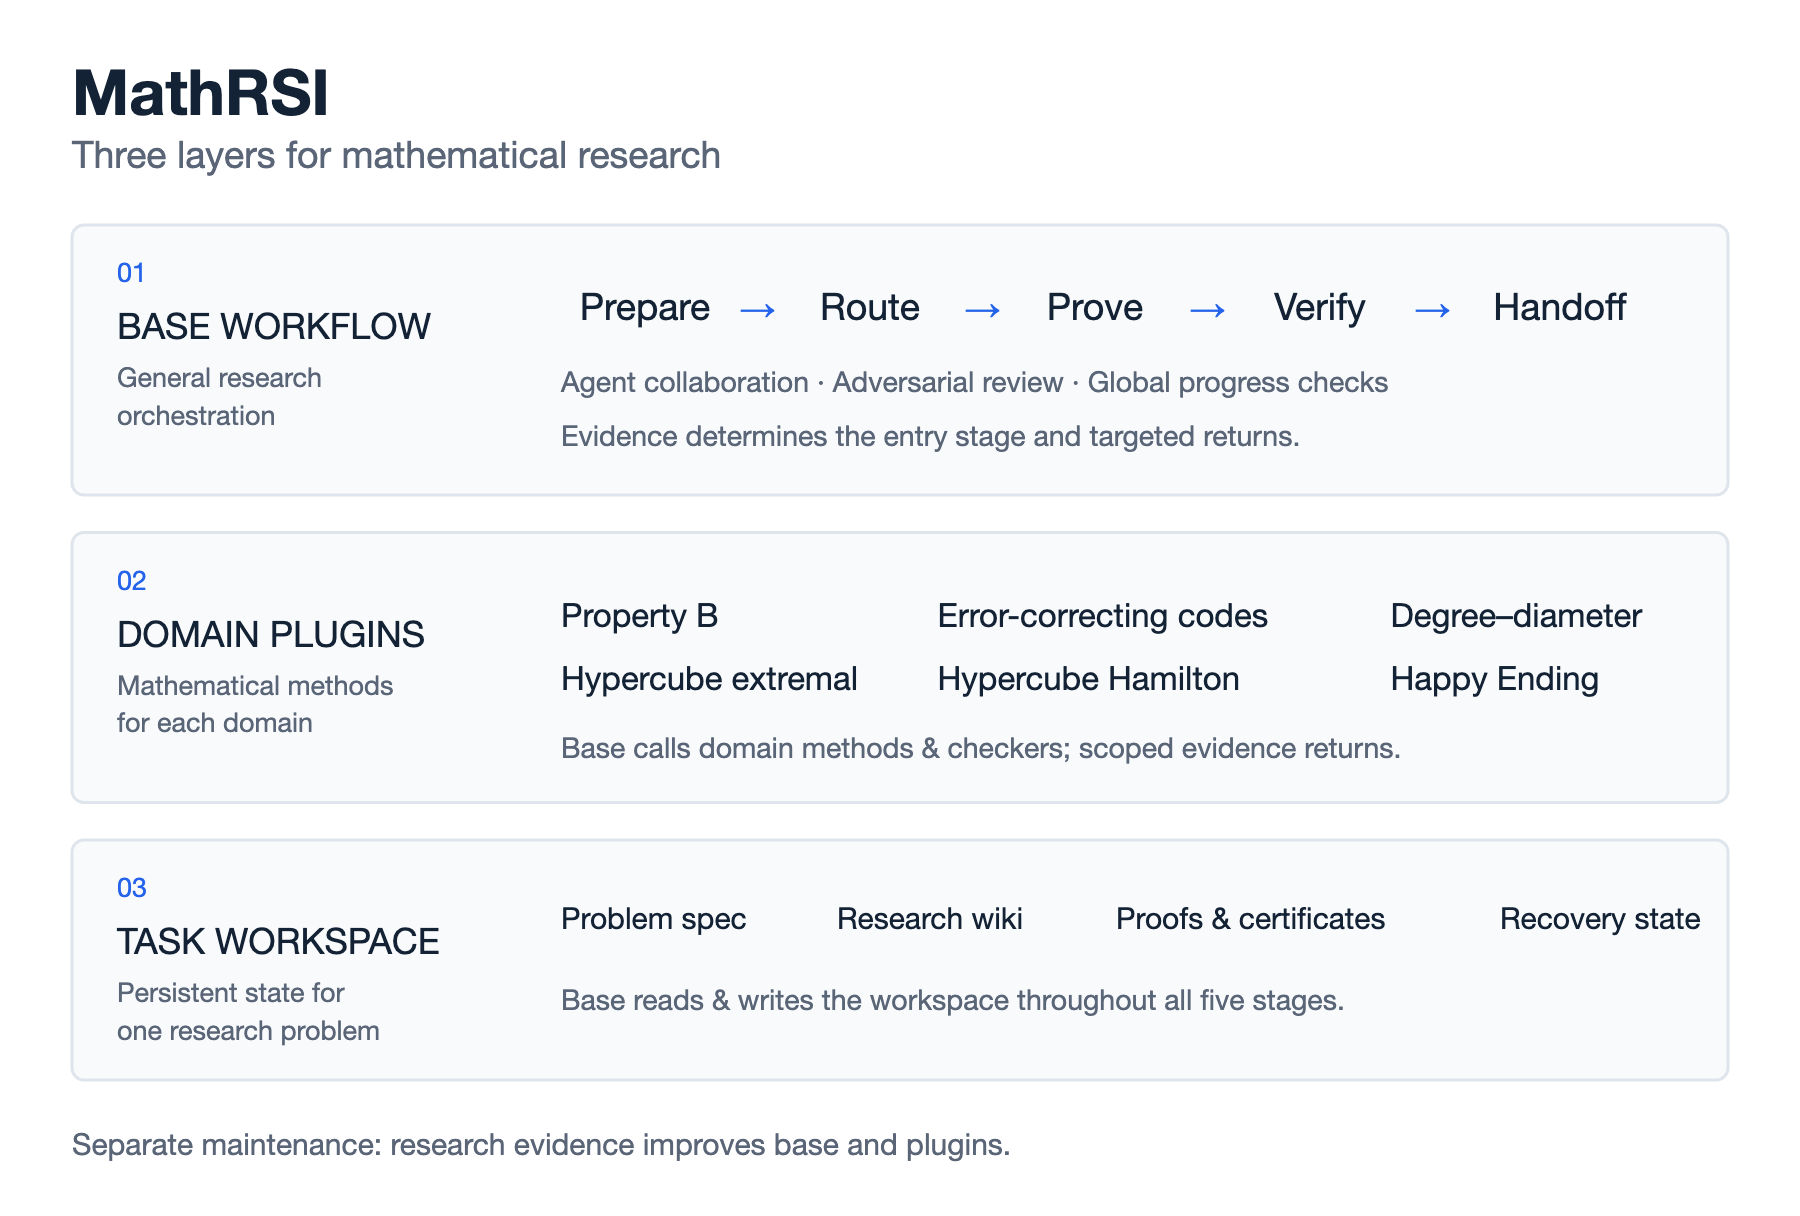 MathRSI
Three layers for mathematical research
01
BASE WORKFLOW
General research
orchestration
Prepare → Route → Prove → Verify → Handoff
Agent collaboration · Adversarial review · Global progress checks
Evidence determines the entry stage and targeted returns.
02
DOMAIN PLUGINS
Mathematical methods
for each domain
Property B Error-correcting codes Degree–diameter
Hypercube extremal Hypercube Hamilton Happy Ending
Base calls domain methods & checkers; scoped evidence returns.
03
TASK WORKSPACE
Persistent state for
one research problem
Problem spec Research wiki Proofs & certificates Recovery state
Base reads & writes the workspace throughout all five stages.
Separate maintenance: research evidence improves base and plugins.